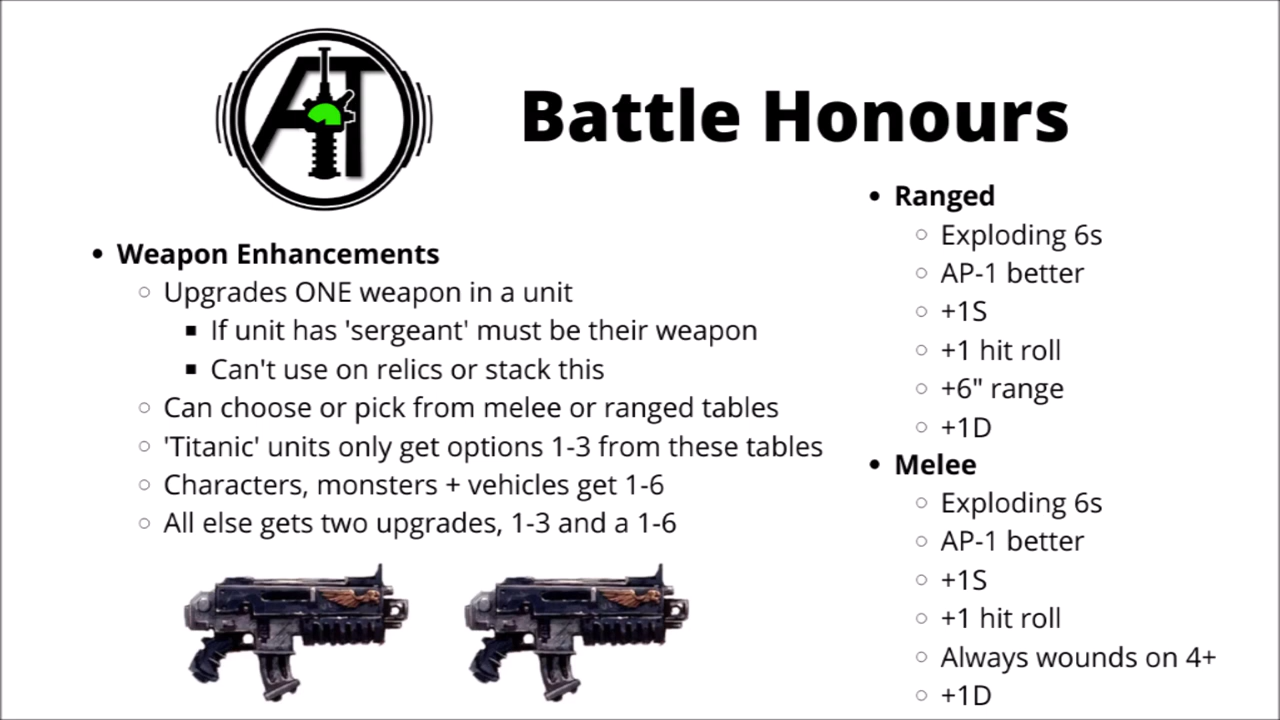 AT
Battle Honours
• Weapon Enhancements
○ Upgrades ONE weapon in a unit
▪ If unit has 'sergeant' must be their weapon
▪ Can't use on relics or stack this
○ Can choose or pick from melee or ranged tables
○ 'Titanic' units only get options 1-3 from these tables
○ Characters, monsters + vehicles get 1-6
○ All else gets two upgrades, 1-3 and a 1-6
• Ranged
○ Exploding 6s
○ AP-1 better
○ +1S
○ +1 hit roll
○ +6" range
○ +1D
• Melee
○ Exploding 6s
○ AP-1 better
○ +1S
○ +1 hit roll
○ Always wounds on 4+
○ +1D